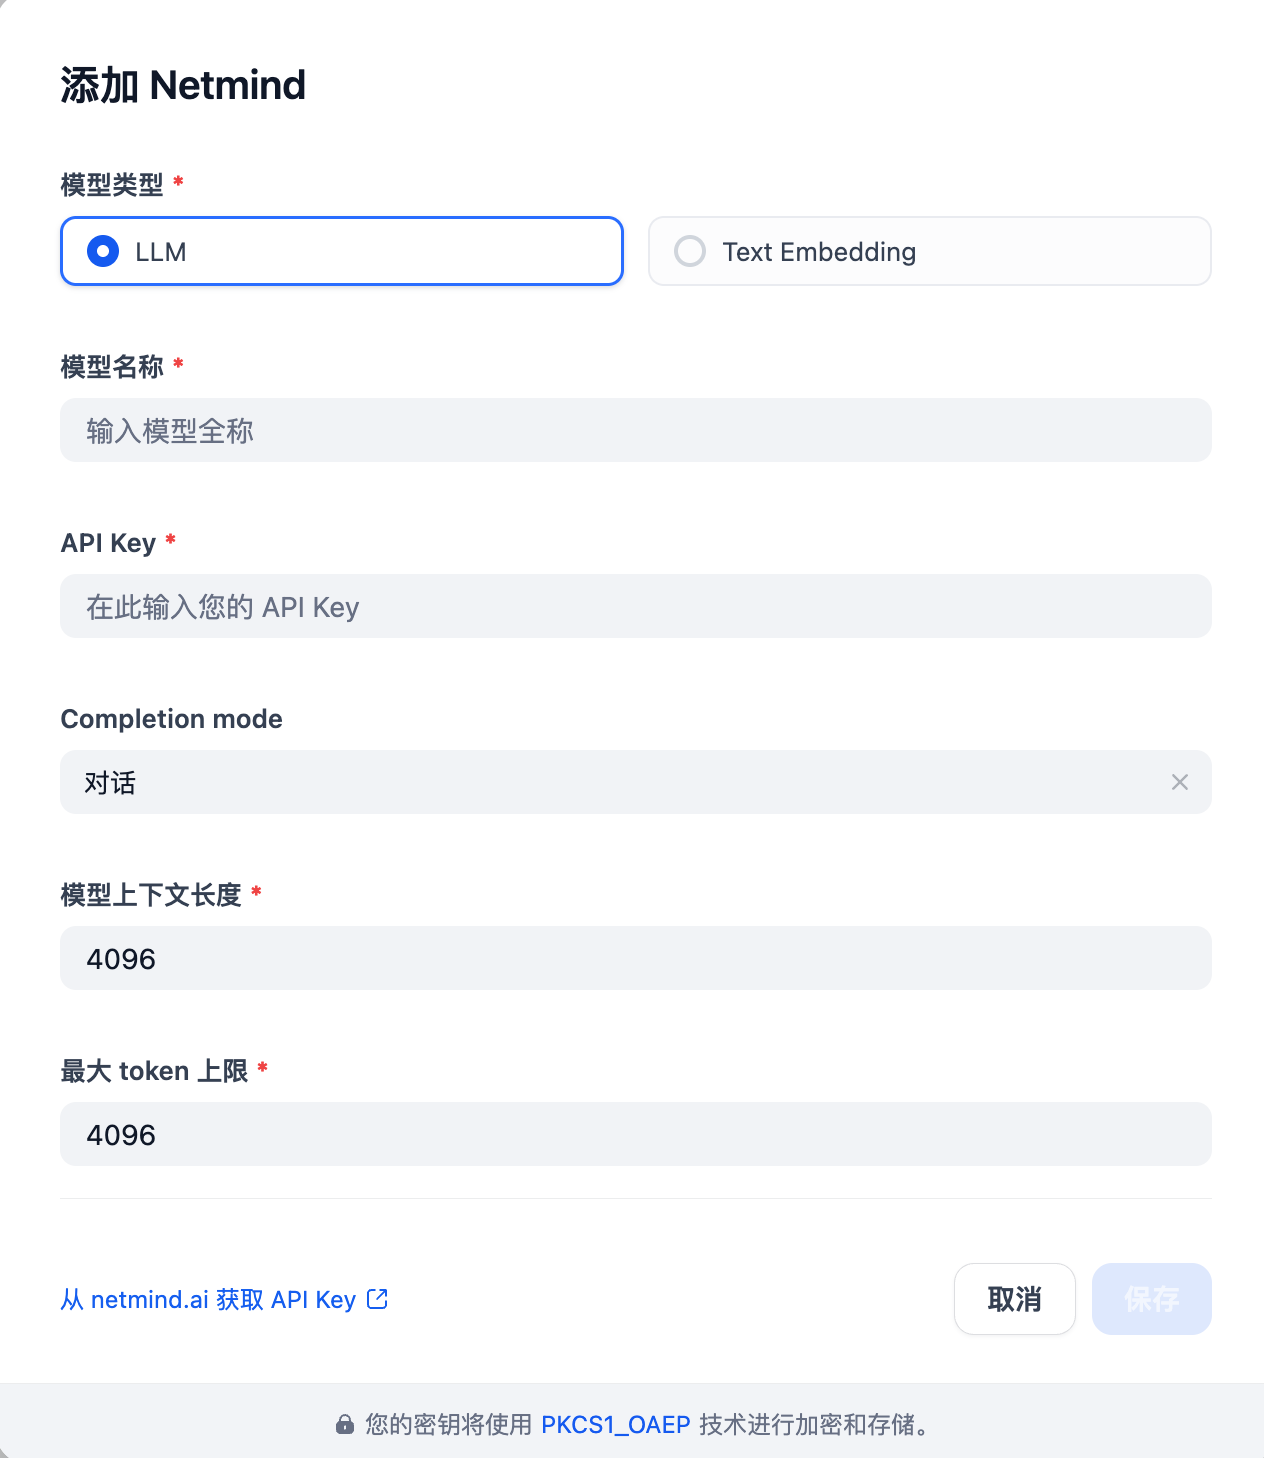 添加 Netmind
模型类型 *
LLM
Text Embedding
模型名称 *
输入模型全称
API Key *
在此输入您的 API Key
Completion mode
对话
模型上下文长度 *
4096
最大 token 上限 *
4096
从 netmind.ai 获取 API Key
取消
保存
您的密钥将使用 PKCS1_OAEP 技术进行加密和存储。